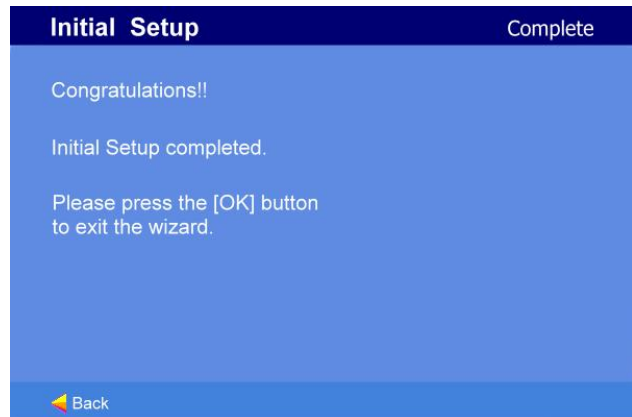 Initial Setup
Complete
Congratulations!!
Initial Setup completed.
Please press the [OK] button
to exit the wizard.
Back